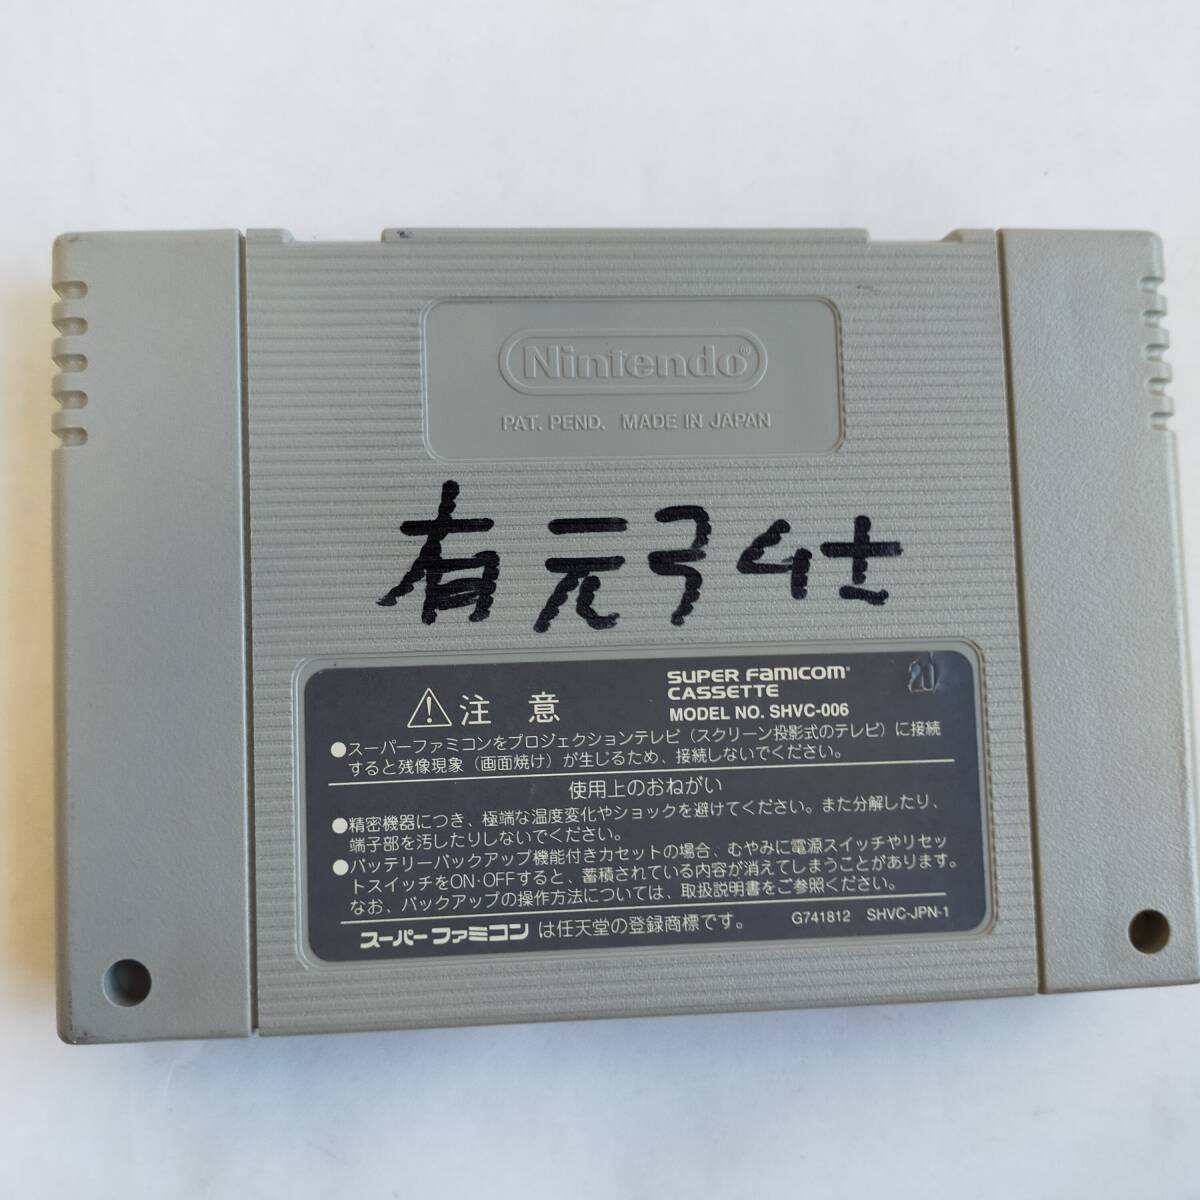 Nintendo®
PAT. PEND. MADE IN JAPAN
有元
⚠注意
SUPER FAMICOM®
CASSETTE
MODEL NO. SHVC-006
20
●スーパーファミコンをプロジェクションテレビ（スクリーン投影式のテレビ）に接続
すると残像現象（画面焼け）が生じるため、接続しないでください。
使用上のおねがい
●精密機器につき、極端な温度変化やショックを避けてください。また分解したり、
端子部を汚したりしないでください。
●バッテリーバックアップ機能付きカセットの場合、むやみに電源スイッチやリセッ
トスイッチをON·OFFすると、蓄積されている内容が消えてしまうことがあります。
なお、バックアップの操作方法については、取扱説明書をご参照ください。
スーパーファミコンは任天堂の登録商標です。
G741812 SHVC-JPN-1